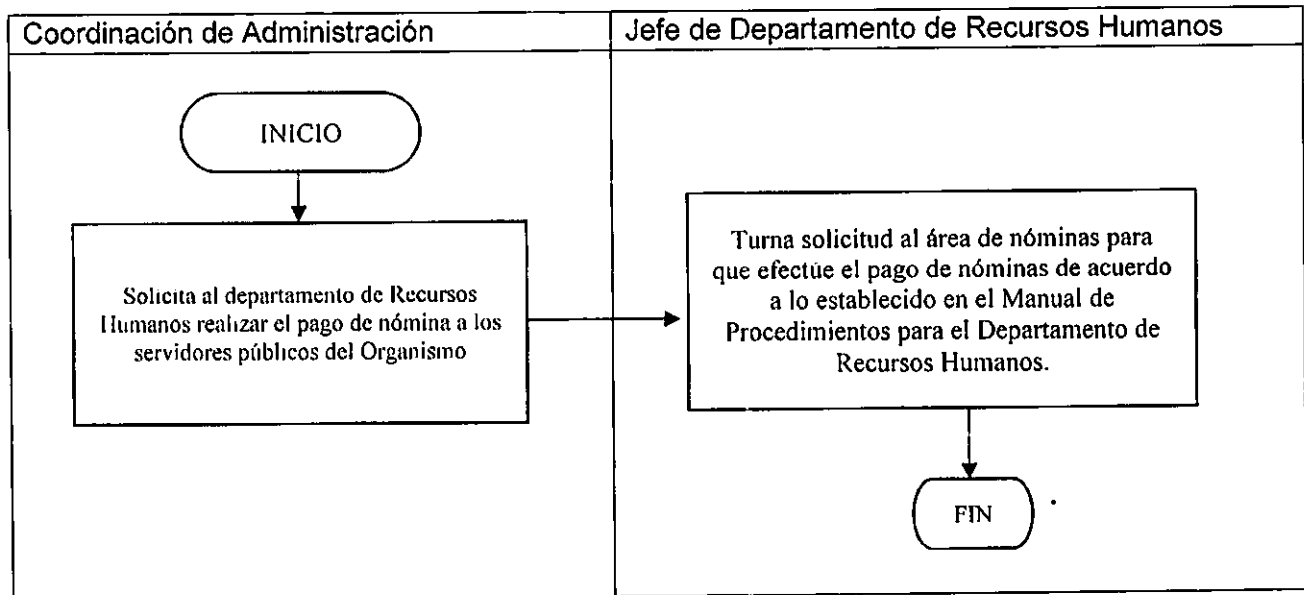 Coordinación de Administración
Jefe de Departamento de Recursos Humanos
INICIO
Solicita al departamento de Recursos
Humanos realizar el pago de nómina a los
servidores públicos del Organismo
Turna solicitud al área de nóminas para
que efectúe el pago de nóminas de acuerdo
a lo establecido en el Manual de
Procedimientos para el Departamento de
Recursos Humanos.
FIN